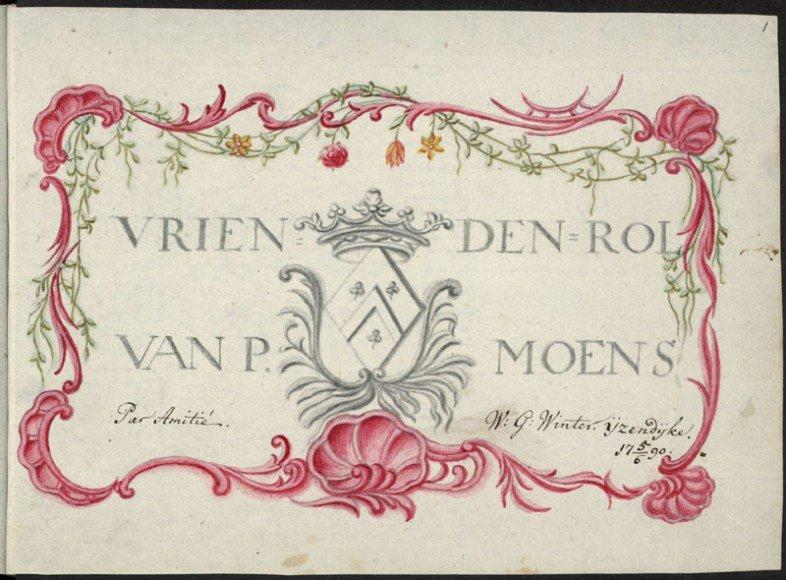 1
VRIEN= DEN=ROL
VAN P. MOENS
Par Amitié.
W: G: Winter. Yzendyke.
17 5/6 90.